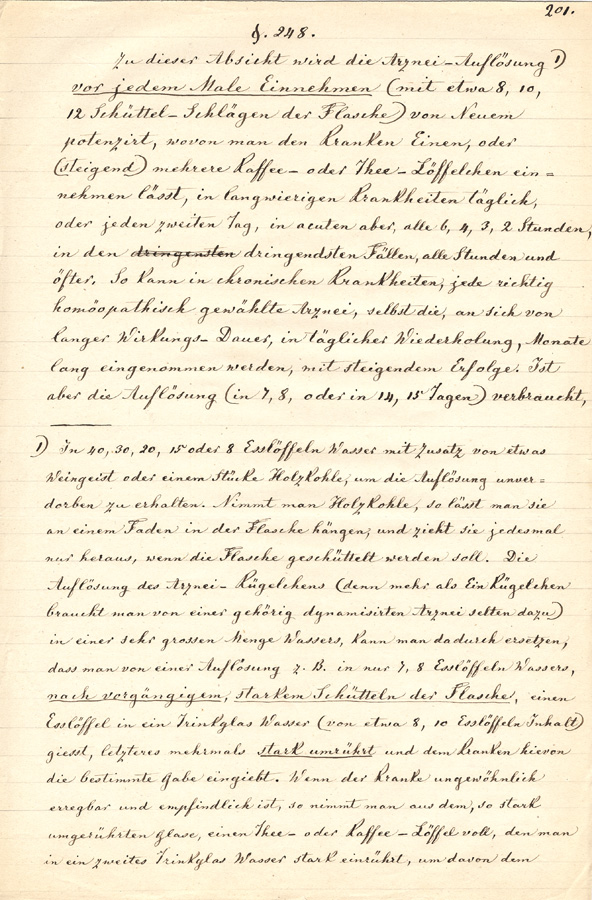 201.
§. 248.
Zu dieser Absicht wird die Arznei-Auflösung 1)
vor jedem Male Einnehmen (mit etwa 8, 10,
12 Schüttel-Schlägen der Flasche) von Neuem
potenzirt, wovon man den Kranken Einen, oder
(steigend) mehrere Kaffee- oder Thee-Löffelchen ein=
nehmen lässt, in langwierigen Krankheiten täglich,
oder jeden zweiten Tag, in acuten aber, alle 6, 4, 3, 2 Stunden,
in den dringensten dringendsten Fällen, alle Stunden und
öfter. So kann in chronischen Krankheiten, jede richtig
homöopathisch gewählte Arznei, selbst die, an sich von
langer Wirkungs-Dauer, in täglicher Wiederholung, Monate
lang eingenommen werden, mit steigendem Erfolge. Ist
aber die Auflösung (in 7, 8, oder in 14, 15 Tagen) verbraucht,
1) In 40, 30, 20, 15 oder 8 Esslöffeln Wasser mit Zusatz von etwas
Weingeist oder einem Stücke Holzkohle, um die Auflösung unver=
dorben zu erhalten. Nimmt man Holzkohle, so lässt man sie
an einem Faden in der Flasche hängen, und zieht sie jedesmal
nur heraus, wenn die Flasche geschüttelt werden soll. Die
Auflösung des Arznei-Kügelchens (denn mehr als Ein Kügelchen
braucht man von einer gehörig dynamisirten Arznei selten dazu)
in einer sehr grossen Menge Wassers, kann man dadurch ersetzen,
dass man von einer Auflösung z. B. in nur 7, 8 Esslöffeln Wassers,
nach vorgängigem, starkem Schütteln der Flasche, einen
Esslöffel in ein Trinkglas Wasser (von etwa 8, 10 Esslöffeln Inhalt)
giesst, letzteres mehrmals stark umrührt und dem Kranken hievon
die bestimmte Gabe eingiebt. Wenn der Kranke ungewöhnlich
erregbar und empfindlich ist, so nimmt man aus dem, so stark
umgerührten Glase, einen Thee- oder Kaffee-Löffel voll, den man
in ein zweites Trinkglas Wasser stark einrührt, um davon dem